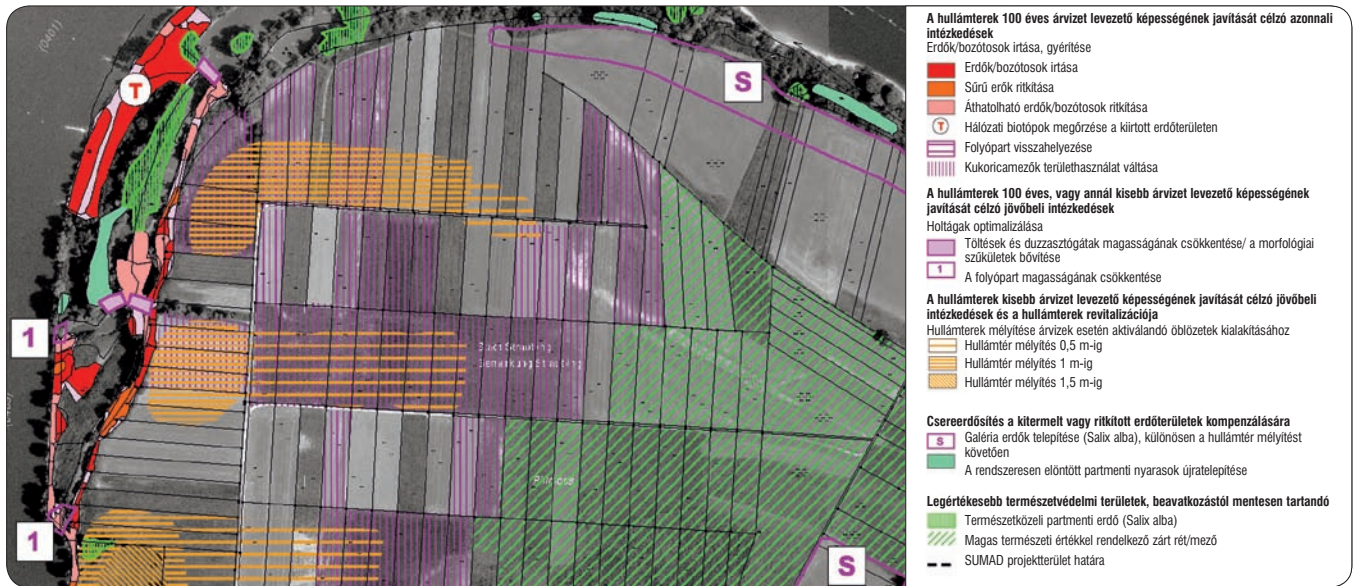 (0401)
T
S
1
Stadt Straubing
Gemarkung Straubing
1
S
A hullámterek 100 éves árvizet levezető képességének javítását célzó azonnali
intézkedések
Erdők/bozótosok irtása, gyérítése
Erdők/bozótosok irtása
Sűrű erők ritkítása
Áthatolható erdők/bozótosok ritkítása
T Hálózati biotópok megőrzése a kiirtott erdőterületen
Folyópart visszahelyezése
Kukoricamezők területhasználat váltása
A hullámterek 100 éves, vagy annál kisebb árvizet levezető képességének
javítását célzó jövőbeli intézkedések
Holtágak optimalizálása
Töltések és duzzasztógátak magasságának csökkentése/ a morfológiai
szűkületek bővítése
1 A folyópart magasságának csökkentése
A hullámterek kisebb árvizet levezető képességének javítását célzó jövőbeli
intézkedések és a hullámterek revitalizációja
Hullámterek mélyítése árvizek esetén aktiválandó öblözetek kialakításához
Hullámtér mélyítés 0,5 m-ig
Hullámtér mélyítés 1 m-ig
Hullámtér mélyítés 1,5 m-ig
Csereerdősítés a kitermelt vagy ritkított erdőterületek kompenzálására
S Galéria erdők telepítése (Salix alba), különösen a hullámtér mélyítést
követően
A rendszeresen elöntött partmenti nyarasok újratelepítése
Legértékesebb természetvédelmi területek, beavatkozástól mentesen tartandó
Természetközeli partmenti erdő (Salix alba)
Magas természeti értékkel rendelkező zárt rét/mező
SUMAD projektterület határa